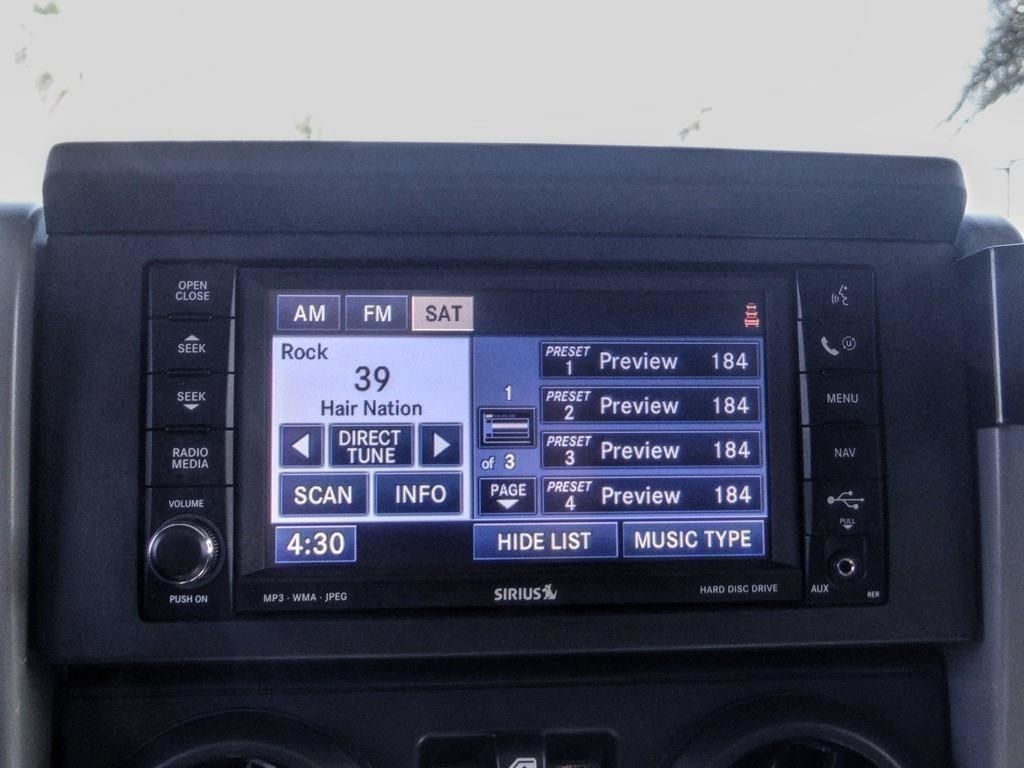 OPEN
CLOSE
SEEK
SEEK
RADIO
MEDIA
VOLUME
PUSH ON
AM FM SAT
Rock
39
Hair Nation
DIRECT
TUNE
SCAN INFO
4:30
1
of 3
PAGE
PRESET
1 Preview 184
PRESET
2 Preview 184
PRESET
3 Preview 184
PRESET
4 Preview 184
HIDE LIST MUSIC TYPE
MP3 · WMA · JPEG
SIRIUS
HARD DISC DRIVE
MENU
NAV
PULL
AUX
RER